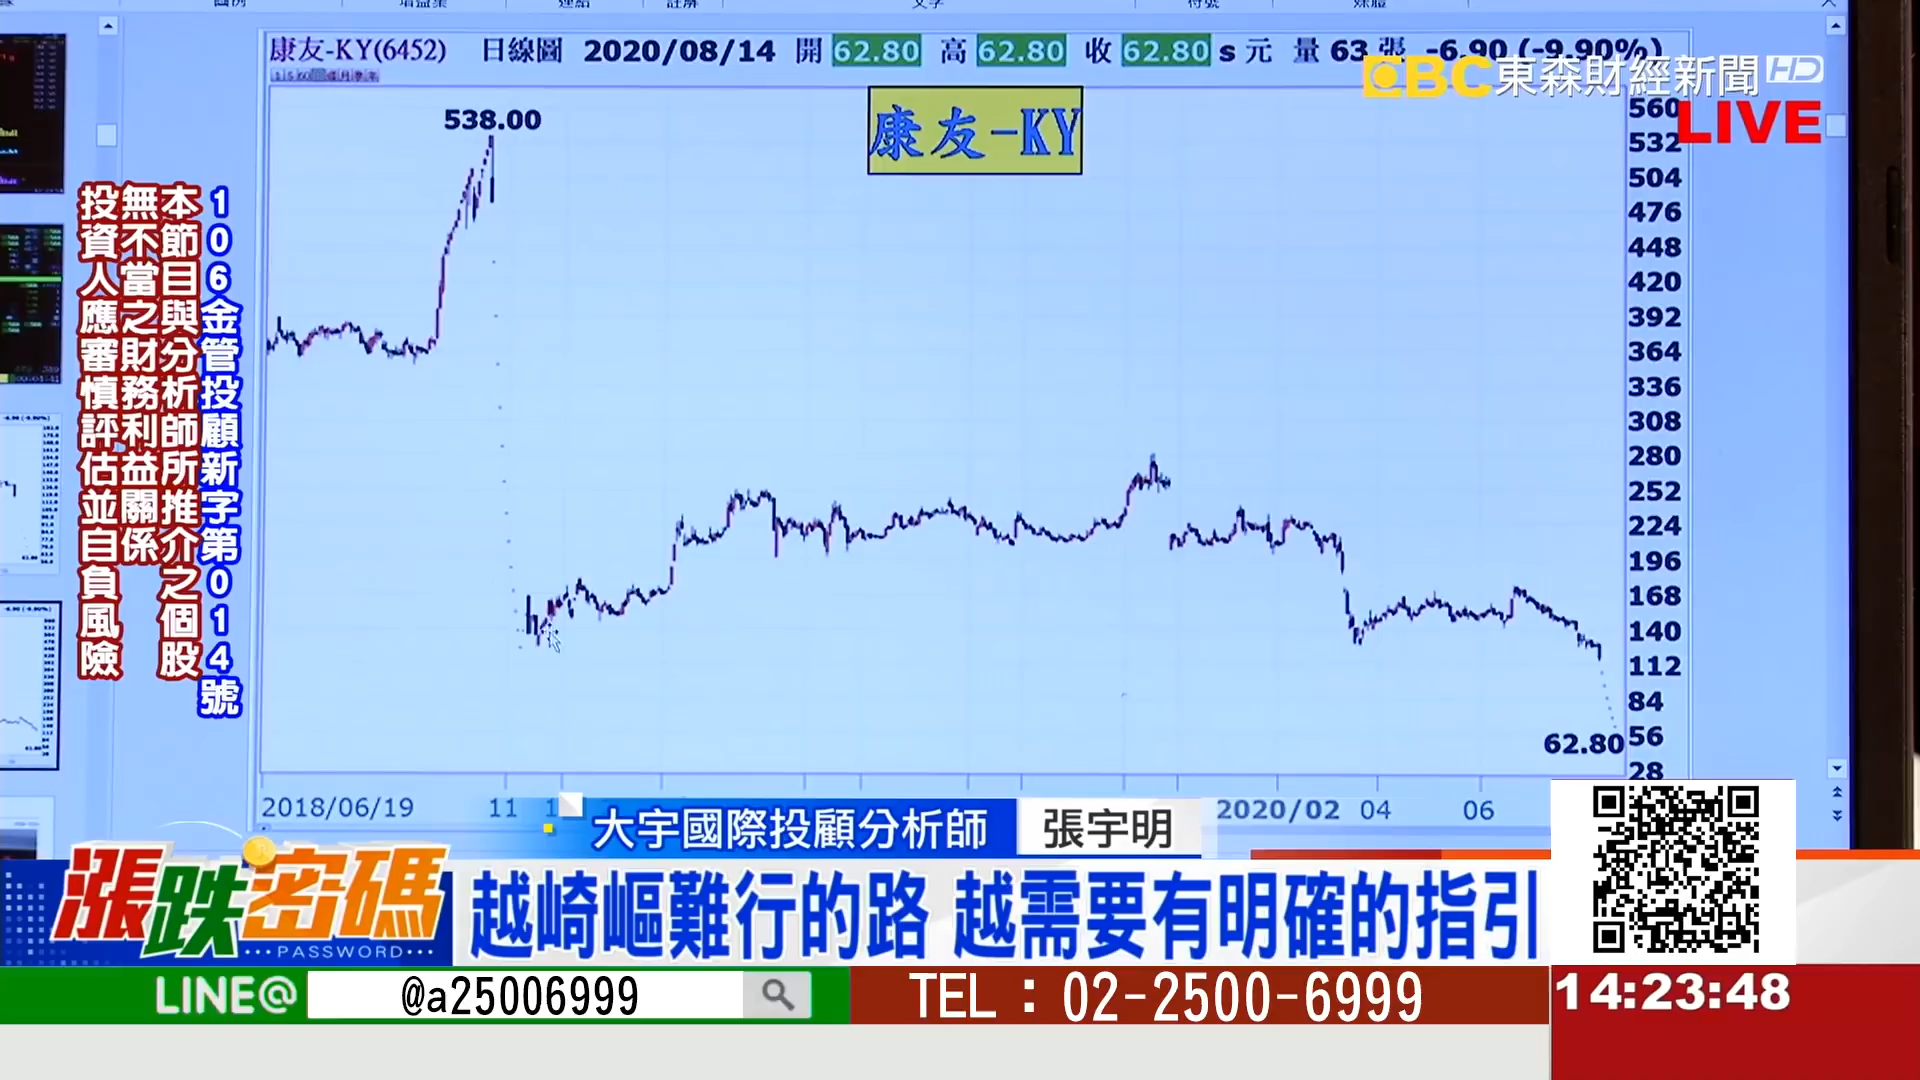 康友-KY(6452) 日線圖 2020/08/14 開 62.80 高 62.80 收 62.80 s 元 量 63 張 -6.90 (-9.90%)
EBC 東森財經新聞 HD
LIVE
康友-KY
538.00
560
532
504
476
448
420
392
364
336
308
280
252
224
196
168
140
112
84
56
28
62.80
2018/06/19 11 2020/02 04 06
106金管投顧新字第014號
本節目與分析師所推介之個股
無不當之財務利益關係
投資人應審慎評估並自負風險
大宇國際投顧分析師 張宇明
漲跌密碼
PASSWORD
越崎嶇難行的路 越需要有明確的指引
LINE@ @a25006999 TEL：02-2500-6999 14:23:48